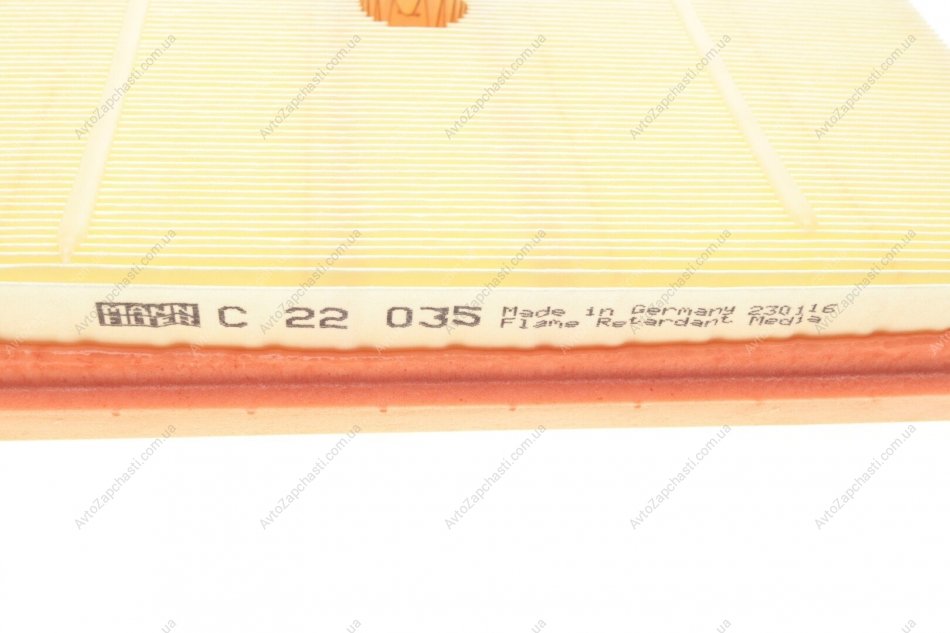 MANN FILTER C 22 035 Made in Germany 230116
Flame Retardant Media
AvtoZapchasti.com.ua